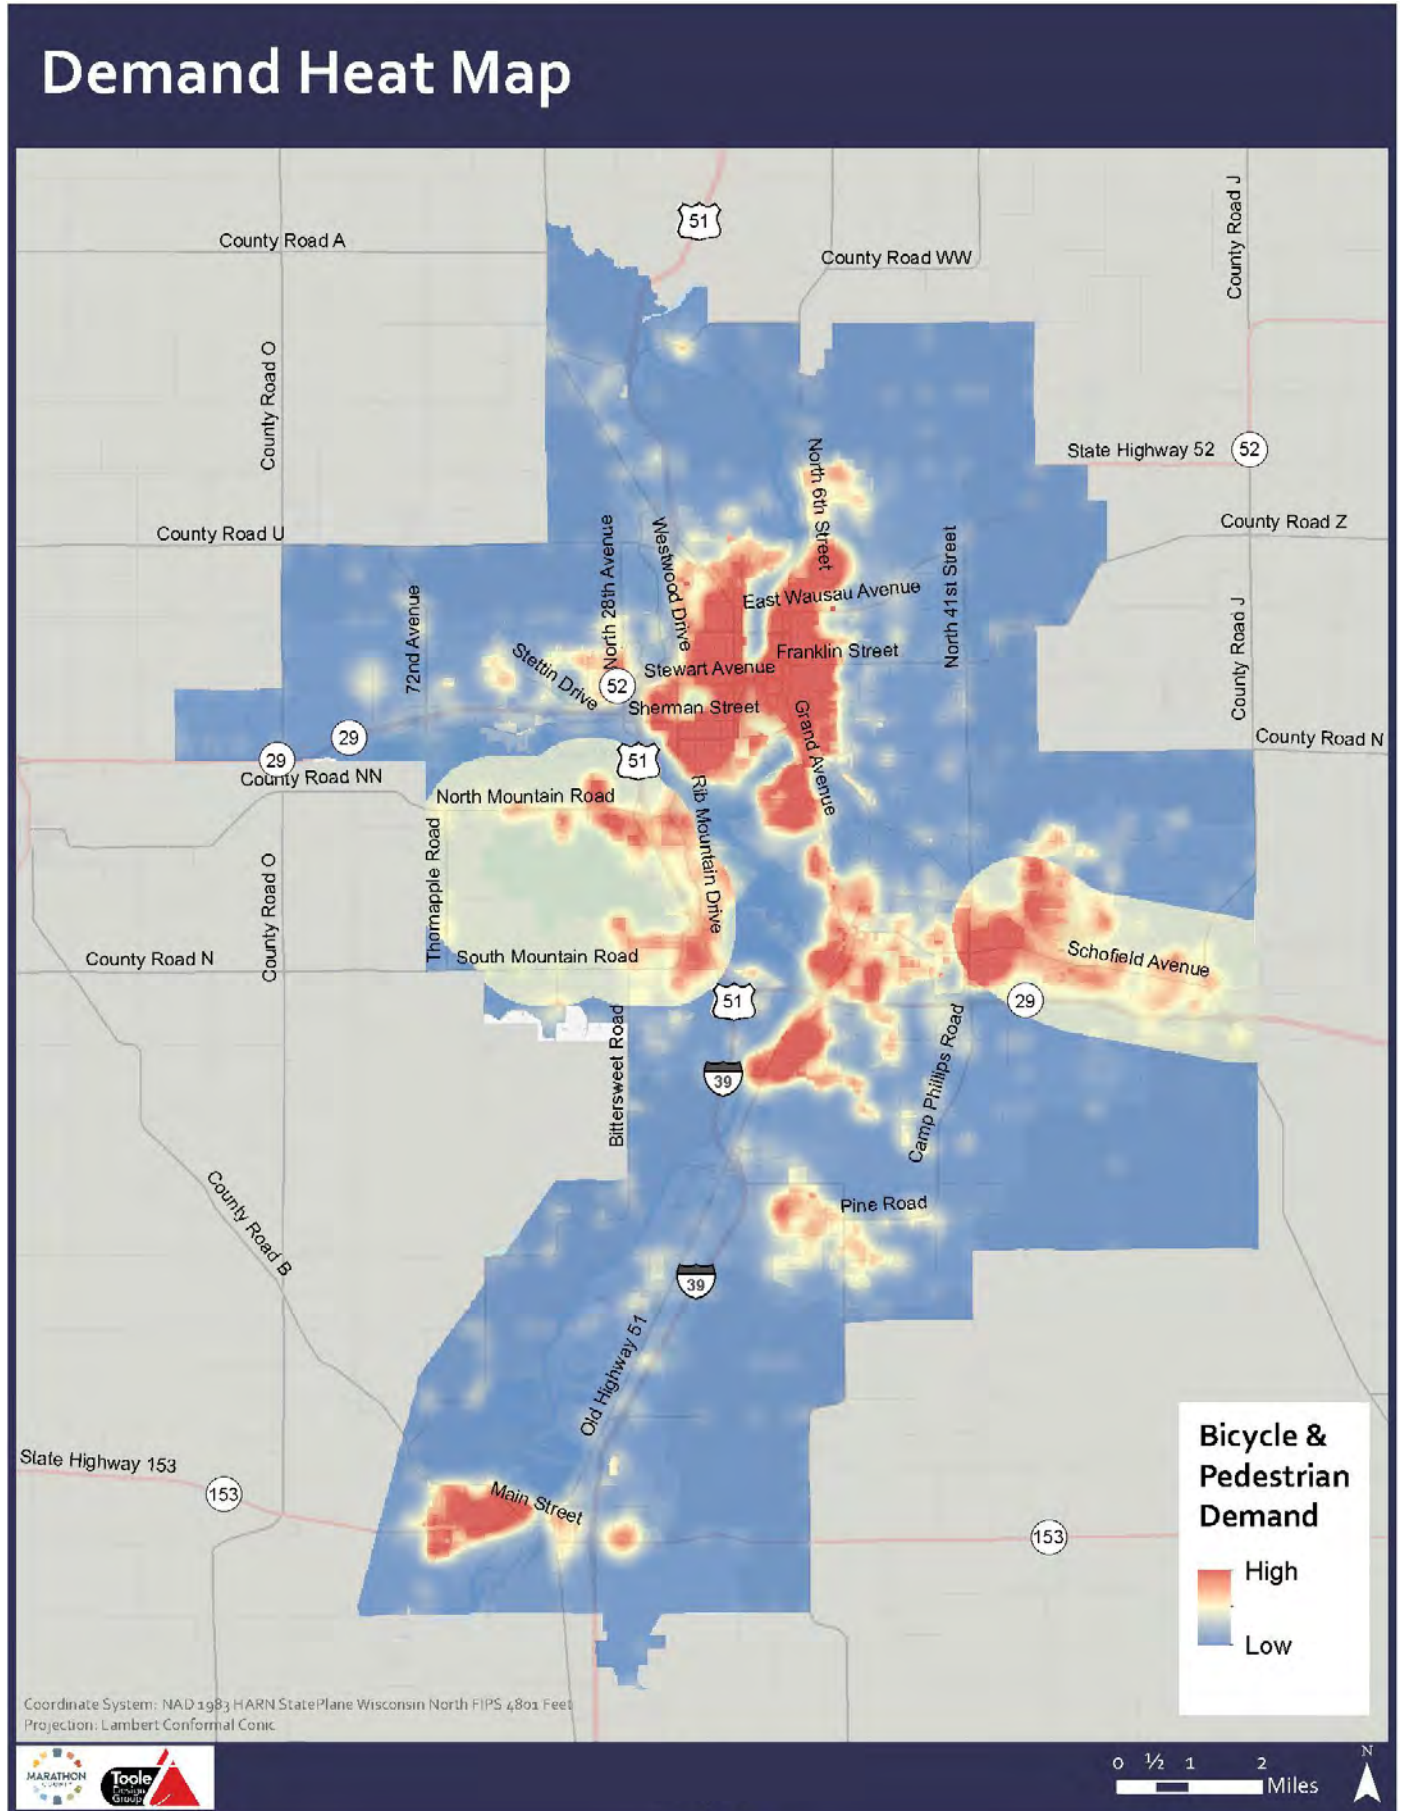 Demand Heat Map
51
County Road A
County Road WW
County Road J
County Road O
North 6th Street
State Highway 52
52
County Road U
County Road Z
Westwood Drive
North 28th Avenue
North 41st Street
72nd Avenue
East Wausau Avenue
County Road J
Stettin Drive
Franklin Street
Stewart Avenue
52
Sherman Street
Grand Avenue
29
29
51
County Road N
County Road NN
North Mountain Road
Rib Mountain Drive
Thornapple Road
County Road O
County Road N
South Mountain Road
Schofield Avenue
51
29
Bittersweet Road
39
Camp Phillips Road
County Road B
Pine Road
39
Old Highway 51
State Highway 153
153
Main Street
153
Bicycle &
Pedestrian
Demand
High
Low
Coordinate System: NAD 1983 HARN StatePlane Wisconsin North FIPS 4801 Feet
Projection: Lambert Conformal Conic
MARATHON
COUNTY
Toole
Design
Group
0 ½ 1 2
Miles
N